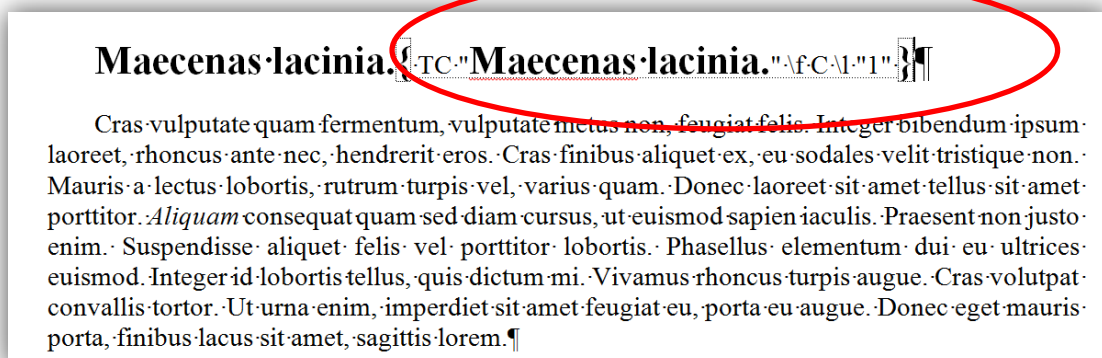 Maecenas·lacinia.{·TC·"Maecenas·lacinia."·\f·C·\l·"1"·}¶
Cras·vulputate·quam·fermentum,·vulputate·metus·non,·feugiat·felis.·Integer·bibendum·ipsum·
laoreet,·rhoncus·ante·nec,·hendrerit·eros.·Cras·finibus·aliquet·ex,·eu·sodales·velit·tristique·non.·
Mauris·a·lectus·lobortis,·rutrum·turpis·vel,·varius·quam.·Donec·laoreet·sit·amet·tellus·sit·amet·
porttitor.·Aliquam·consequat·quam·sed·diam·cursus,·ut·euismod·sapien·iaculis.·Praesent·non·justo·
enim.·Suspendisse·aliquet·felis·vel·porttitor·lobortis.·Phasellus·elementum·dui·eu·ultrices·
euismod.·Integer·id·lobortis·tellus,·quis·dictum·mi.·Vivamus·rhoncus·turpis·augue.·Cras·volutpat·
convallis·tortor.·Ut·urna·enim,·imperdiet·sit·amet·feugiat·eu,·porta·eu·augue.·Donec·eget·mauris·
porta,·finibus·lacus·sit·amet,·sagittis·lorem.¶